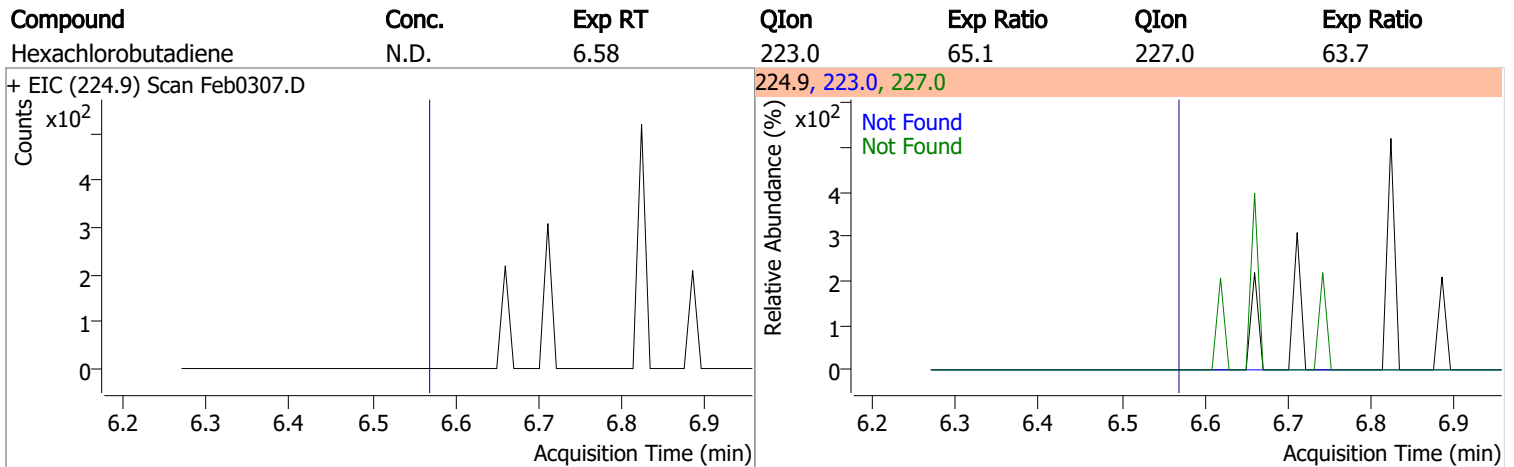 Compound Conc. Exp RT QIon Exp Ratio QIon Exp Ratio
Hexachlorobutadiene N.D. 6.58 223.0 65.1 227.0 63.7
+ EIC (224.9) Scan Feb0307.D
Counts
x10²
4
3
2
1
0
6.2 6.3 6.4 6.5 6.6 6.7 6.8 6.9
Acquisition Time (min)
224.9, 223.0, 227.0
Relative Abundance (%)
x10²
Not Found
Not Found
4
3
2
1
0
6.2 6.3 6.4 6.5 6.6 6.7 6.8 6.9
Acquisition Time (min)